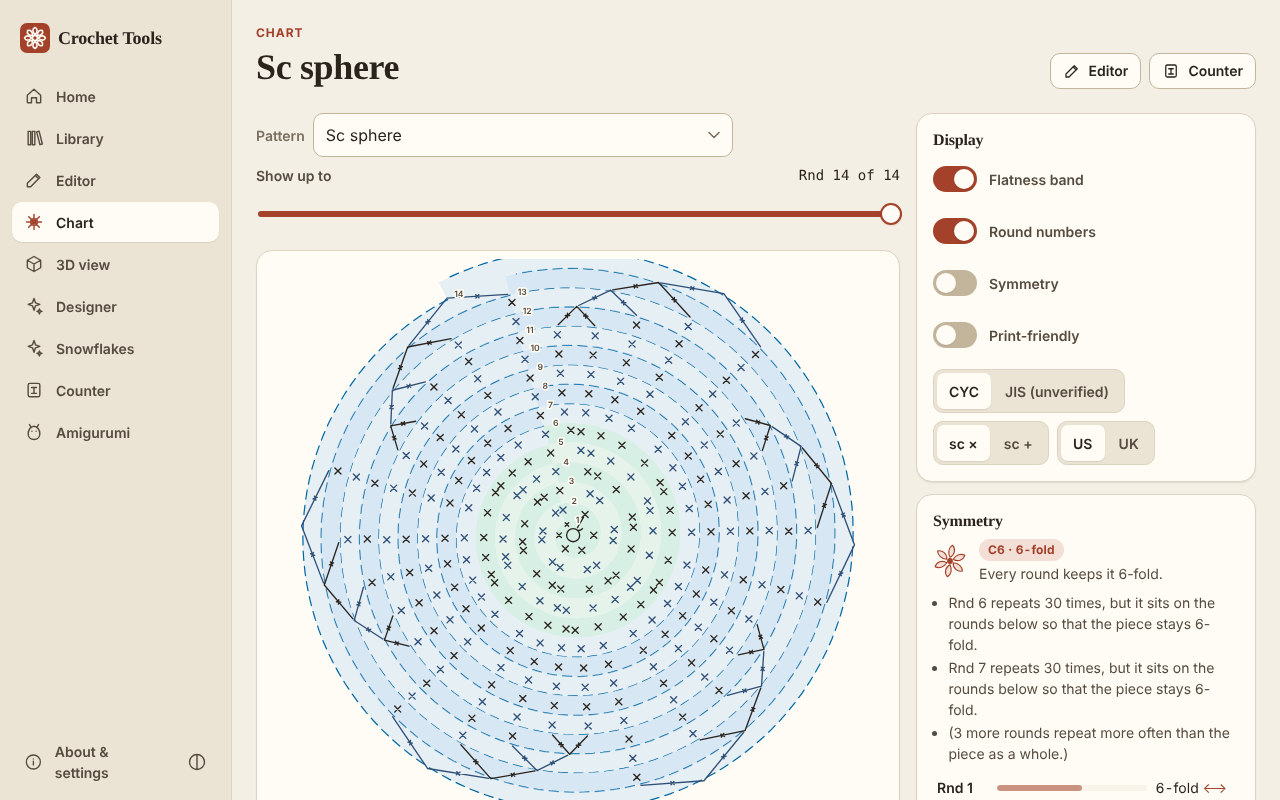 Crochet Tools
Home
Library
Editor
Chart
3D view
Designer
Snowflakes
Counter
Amigurumi
About &
settings
CHART
Sc sphere
Editor
Counter
Pattern
Sc sphere
Show up to
Rnd 14 of 14
14
13
12
11
10
9
8
7
6
5
4
3
2
1
Display
Flatness band
Round numbers
Symmetry
Print-friendly
CYC
JIS (unverified)
sc ×
sc +
US
UK
Symmetry
C6 · 6-fold
Every round keeps it 6-fold.
• Rnd 6 repeats 30 times, but it sits on the
rounds below so that the piece stays 6-
fold.
• Rnd 7 repeats 30 times, but it sits on the
rounds below so that the piece stays 6-
fold.
• (3 more rounds repeat more often than the
piece as a whole.)
Rnd 1
6-fold